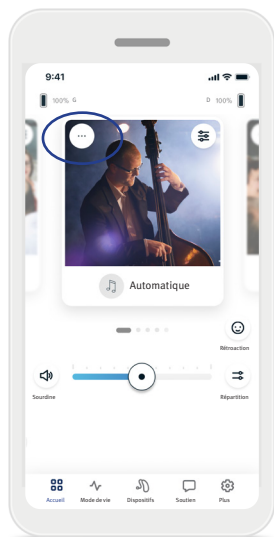 9:41
100% G
D 100%
Automatique
Rétroaction
Sourdine
Répartition
Accueil
Mode de vie
Dispositifs
Soutien
Plus